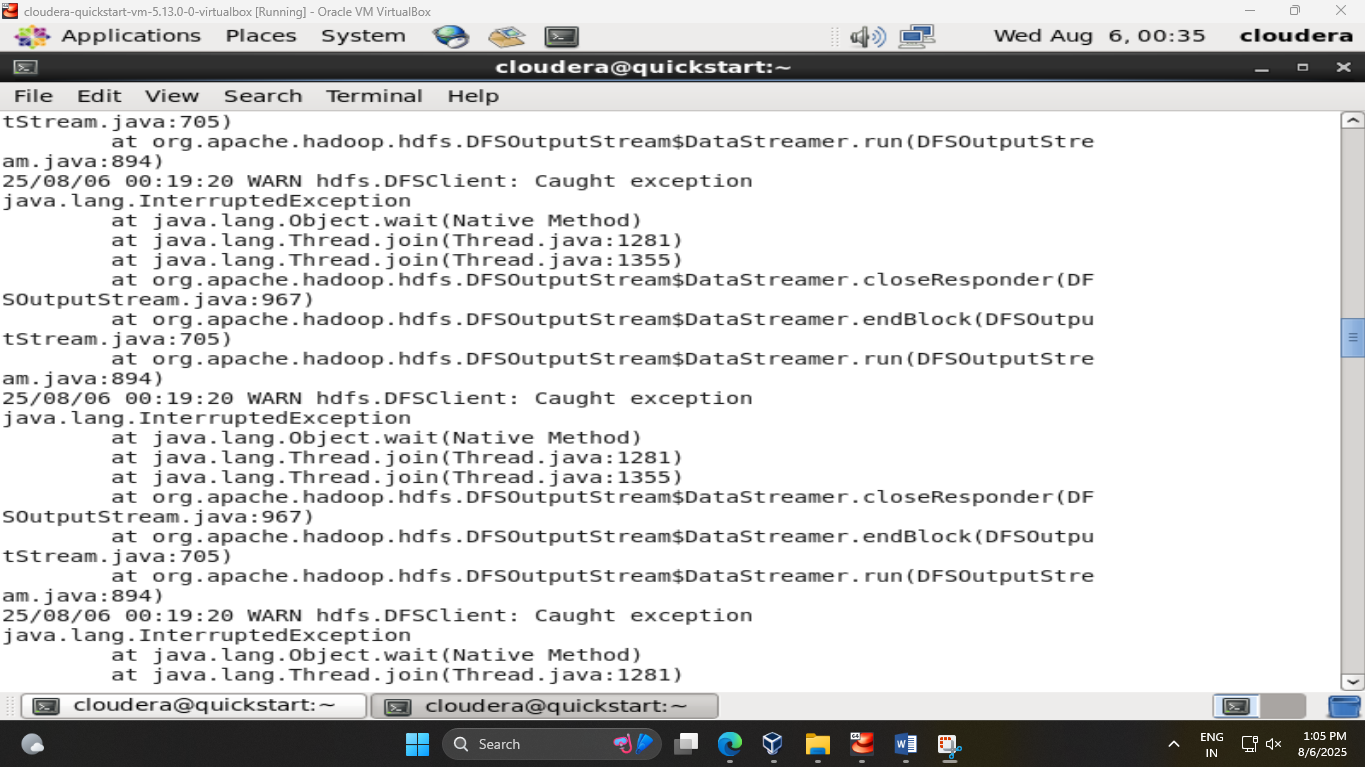 cloudera-quickstart-vm-5.13.0-0-virtualbox [Running] - Oracle VM VirtualBox
Applications Places System Wed Aug 6, 00:35 cloudera
cloudera@quickstart:~
File Edit View Search Terminal Help
tStream.java:705)
at org.apache.hadoop.hdfs.DFSOutputStream$DataStreamer.run(DFSOutputStre
am.java:894)
25/08/06 00:19:20 WARN hdfs.DFSClient: Caught exception
java.lang.InterruptedException
at java.lang.Object.wait(Native Method)
at java.lang.Thread.join(Thread.java:1281)
at java.lang.Thread.join(Thread.java:1355)
at org.apache.hadoop.hdfs.DFSOutputStream$DataStreamer.closeResponder(DF
SOutputStream.java:967)
at org.apache.hadoop.hdfs.DFSOutputStream$DataStreamer.endBlock(DFSOutpu
tStream.java:705)
at org.apache.hadoop.hdfs.DFSOutputStream$DataStreamer.run(DFSOutputStre
am.java:894)
25/08/06 00:19:20 WARN hdfs.DFSClient: Caught exception
java.lang.InterruptedException
at java.lang.Object.wait(Native Method)
at java.lang.Thread.join(Thread.java:1281)
at java.lang.Thread.join(Thread.java:1355)
at org.apache.hadoop.hdfs.DFSOutputStream$DataStreamer.closeResponder(DF
SOutputStream.java:967)
at org.apache.hadoop.hdfs.DFSOutputStream$DataStreamer.endBlock(DFSOutpu
tStream.java:705)
at org.apache.hadoop.hdfs.DFSOutputStream$DataStreamer.run(DFSOutputStre
am.java:894)
25/08/06 00:19:20 WARN hdfs.DFSClient: Caught exception
java.lang.InterruptedException
at java.lang.Object.wait(Native Method)
at java.lang.Thread.join(Thread.java:1281)
cloudera@quickstart:~ cloudera@quickstart:~
Search
ENG
IN
1:05 PM
8/6/2025